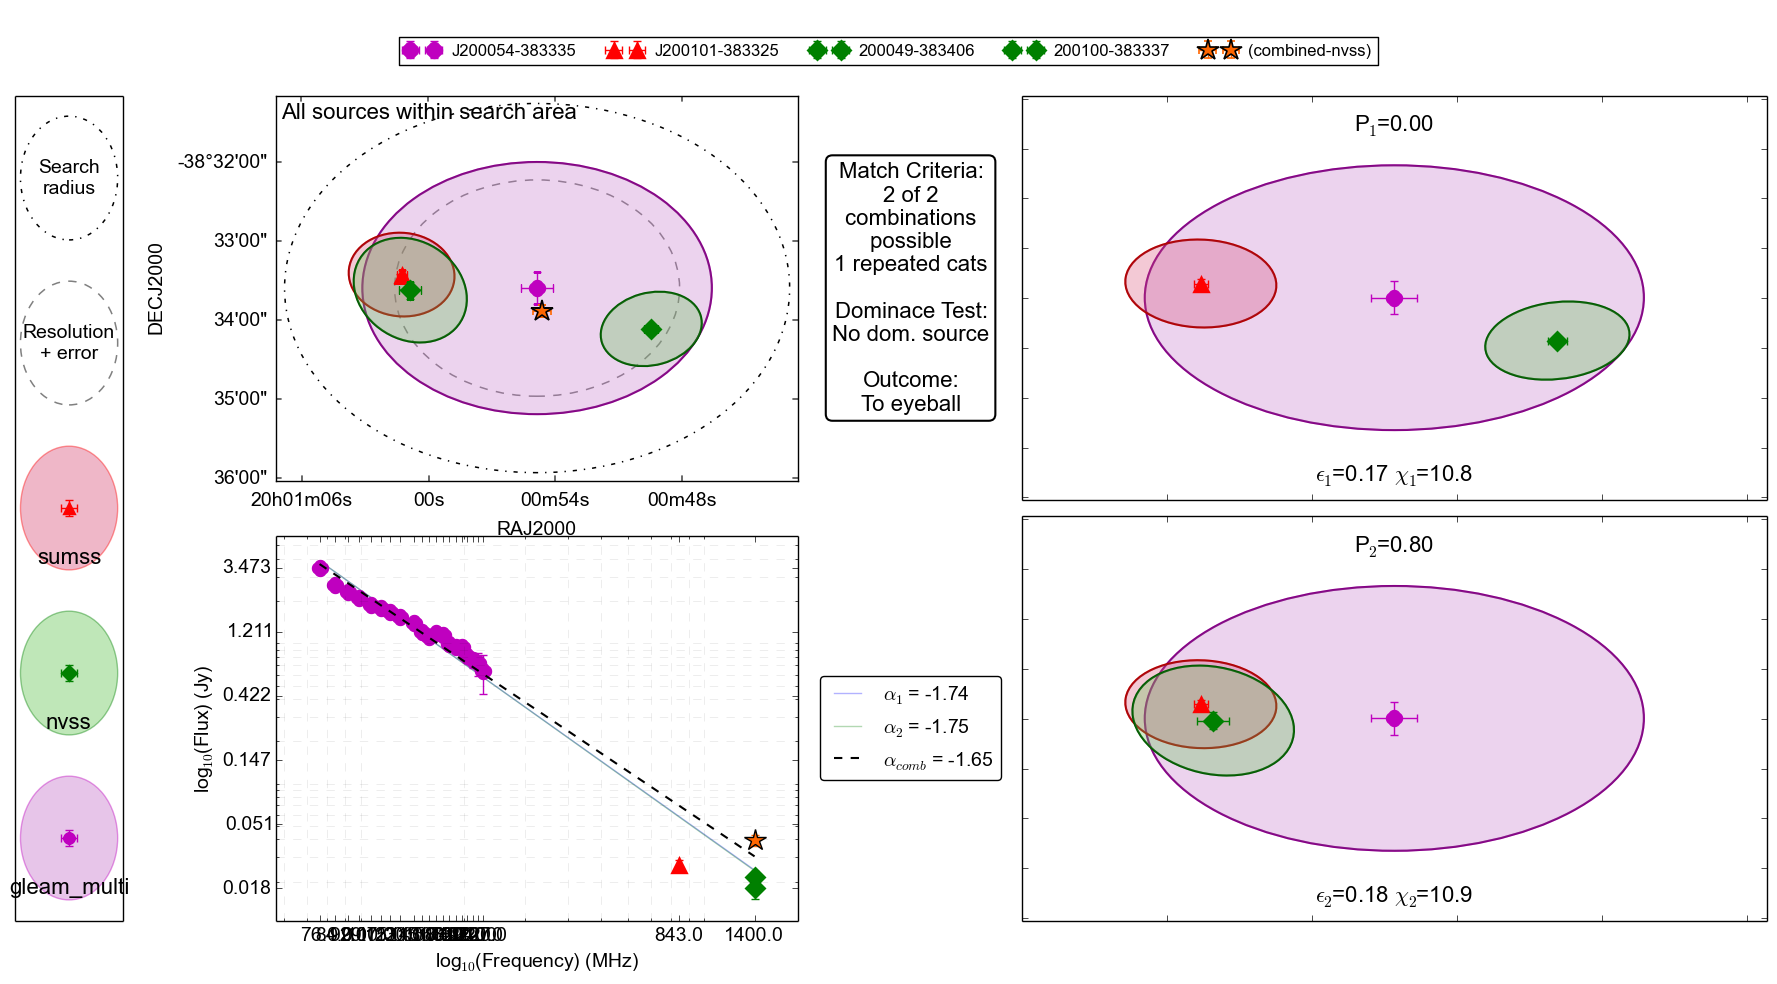 J200054-383335 J200101-383325 200049-383406 200100-383337 (combined-nvss)
Search
radius
Resolution
+ error
sumss
nvss
gleam_multi
All sources within search area
DECJ2000
-38°32'00"
33'00"
34'00"
35'00"
36'00"
20h01m06s 00s 00m54s 00m48s
RAJ2000
Match Criteria:
2 of 2
combinations
possible
1 repeated cats
Dominace Test:
No dom. source
Outcome:
To eyeball
P1=0.00
ϵ1=0.17 χ1=10.8
P2=0.80
ϵ2=0.18 χ2=10.9
log10(Flux) (Jy)
3.473
1.211
0.422
0.147
0.051
0.018
843.0 1400.0
log10(Frequency) (MHz)
α1 = -1.74
α2 = -1.75
αcomb = -1.65